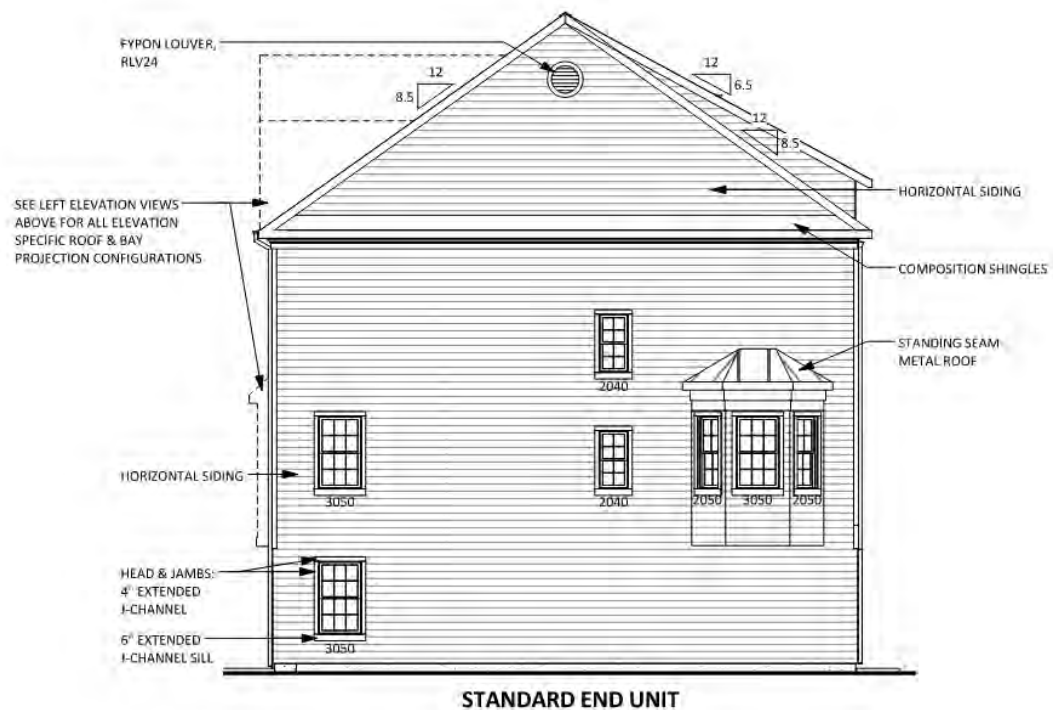 FYPON LOUVER,
RLV24
12
8.5
12
6.5
12
8.5
SEE LEFT ELEVATION VIEWS
ABOVE FOR ALL ELEVATION
SPECIFIC ROOF & BAY
PROJECTION CONFIGURATIONS
HORIZONTAL SIDING
COMPOSITION SHINGLES
STANDING SEAM
METAL ROOF
2040
HORIZONTAL SIDING
3050
2040
2050
3050
2050
HEAD & JAMBS:
4" EXTENDED
J-CHANNEL
6" EXTENDED
J-CHANNEL SILL
3050
STANDARD END UNIT